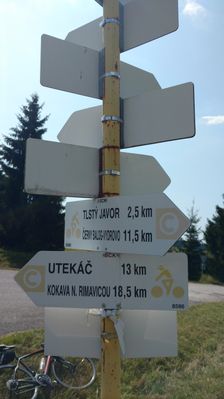 TLSTÝ JAVOR 2,5 km
ČIERNY BALOG-VYDROVO 11,5 km
C
UTEKÁČ 13 km
C
KOKAVA N. RIMAVICOU 18,5 km
8586